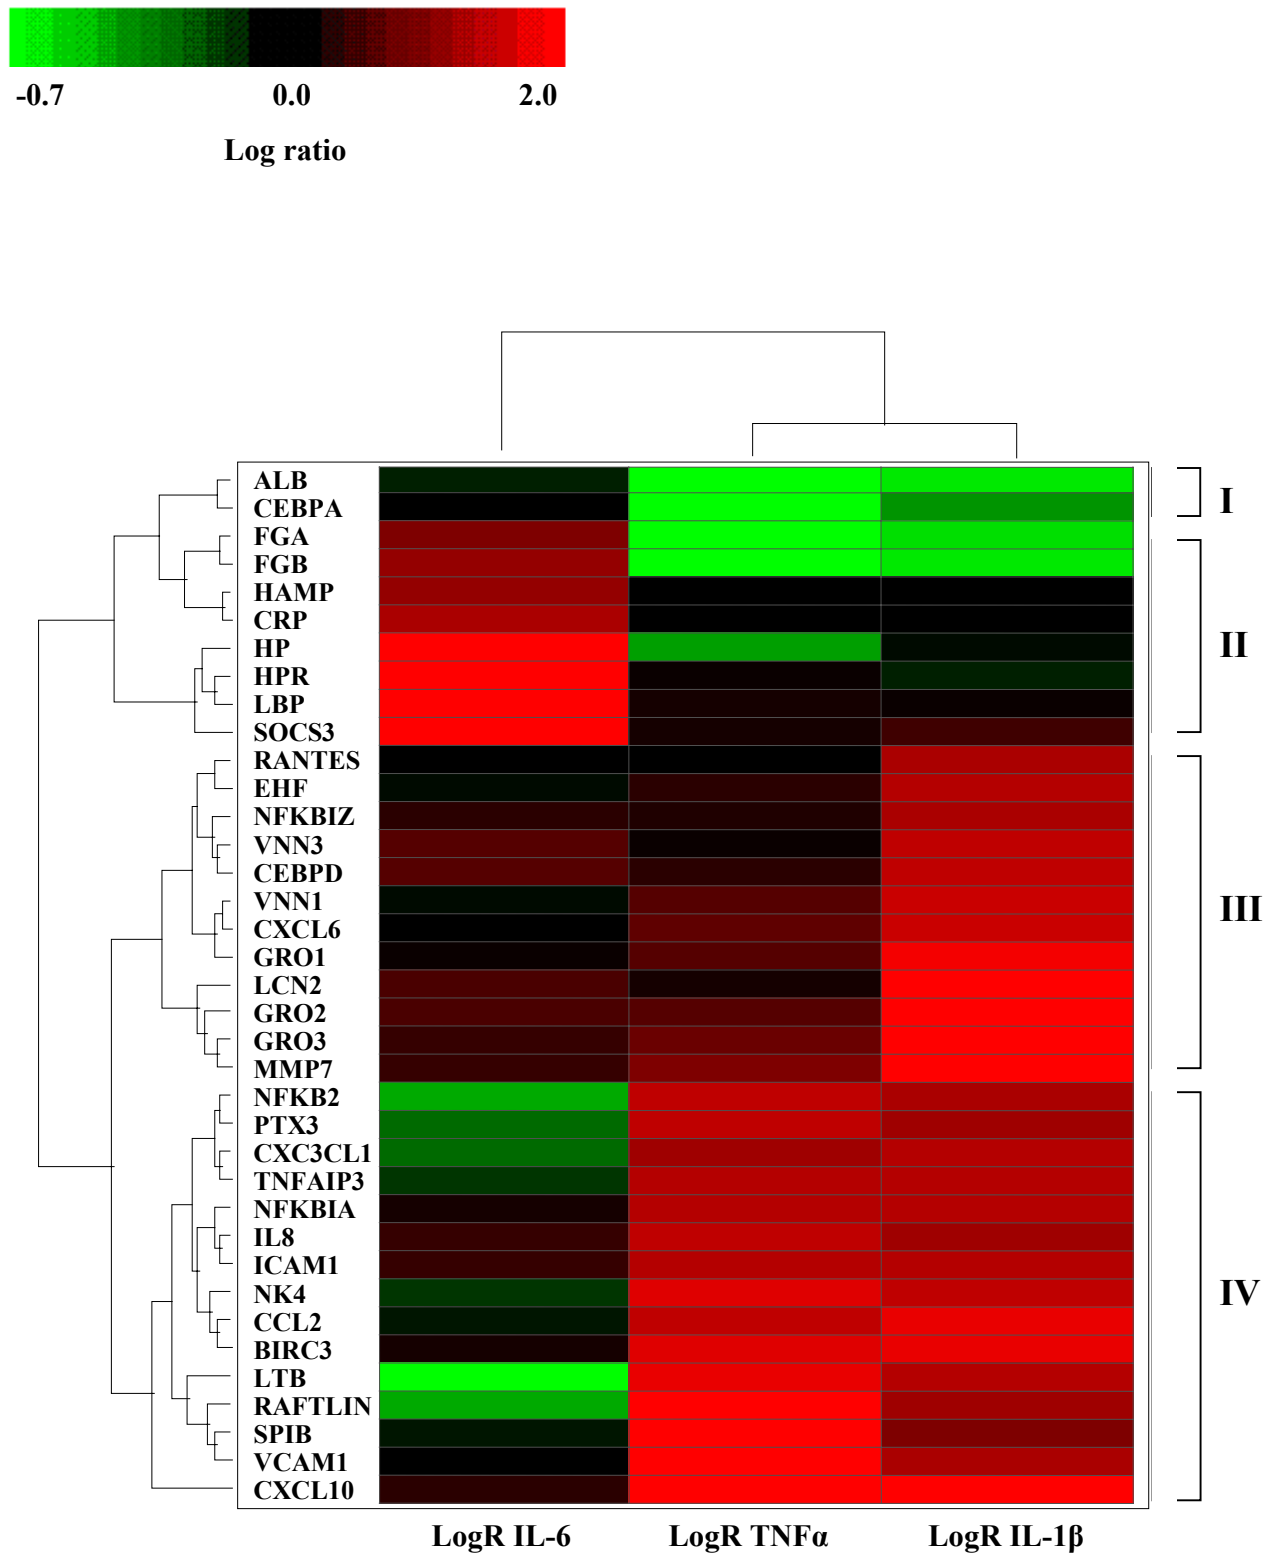 -0.7 0.0 2.0
Log ratio
ALB
CEBPA
I
FGA
FGB
HAMP
CRP
HP
II
HPR
LBP
SOCS3
RANTES
EHF
NFKBIZ
VNN3
CEBPD
VNN1
III
CXCL6
GRO1
LCN2
GRO2
GRO3
MMP7
NFKB2
PTX3
CXC3CL1
TNFAIP3
NFKBIA
IL8
ICAM1
NK4
IV
CCL2
BIRC3
LTB
RAFTLIN
SPIB
VCAM1
CXCL10
LogR IL-6 LogR TNFα LogR IL-1β